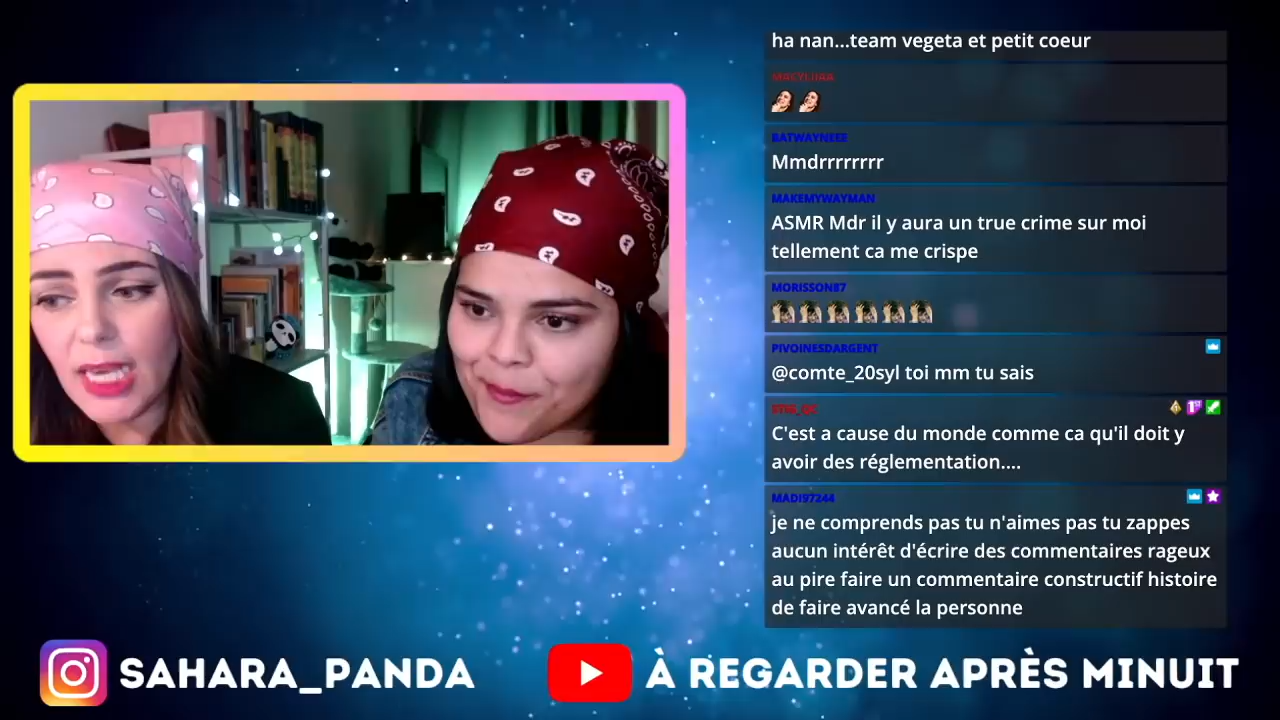 ha nan...team vegeta et petit coeur
BATWAYNEEE
Mmdrrrrrrrr
MAKEMYWAYMAN
ASMR Mdr il y aura un true crime sur moi
tellement ca me crispe
MORISSON87
PIVOINESDARGENT
@comte_20syl toi mm tu sais
C'est a cause du monde comme ca qu'il doit y
avoir des réglementation....
MADI97244
je ne comprends pas tu n'aimes pas tu zappes
aucun intérêt d'écrire des commentaires rageux
au pire faire un commentaire constructif histoire
de faire avancé la personne
SAHARA_PANDA
À REGARDER APRÈS MINUIT